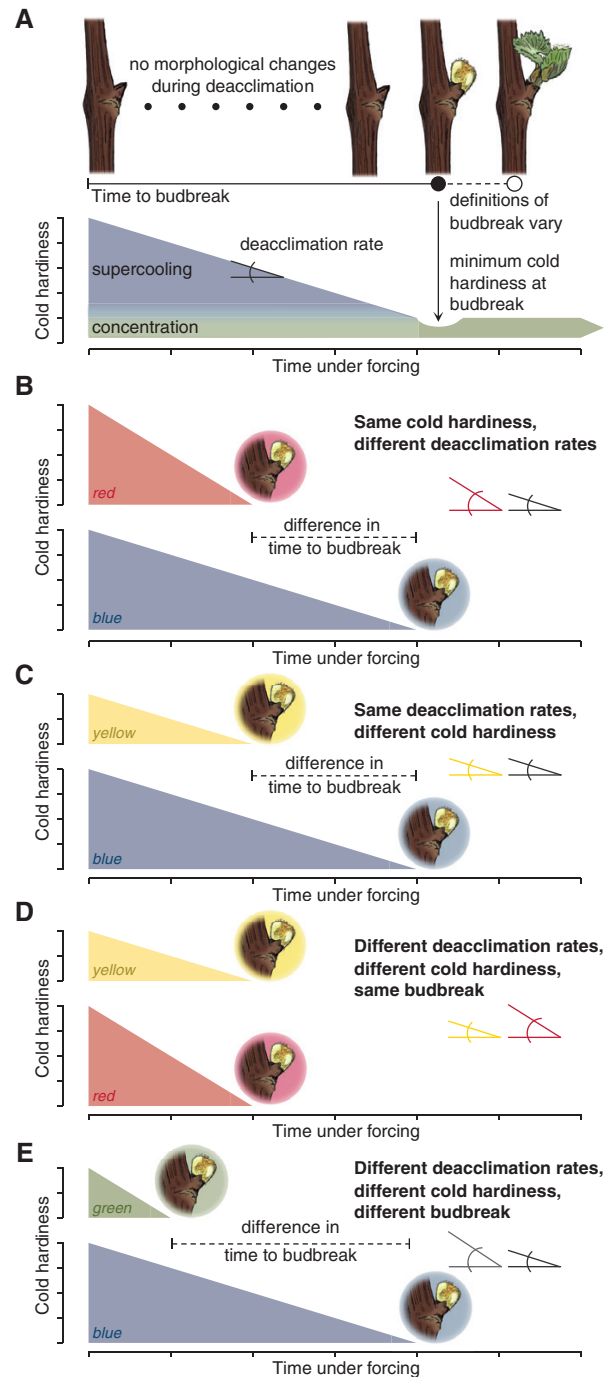 A
no morphological changes
during deacclimation
Time to budbreak
definitions of
budbreak vary
deacclimation rate
minimum cold
hardiness at
budbreak
supercooling
concentration
Cold hardiness
Time under forcing
B
Same cold hardiness,
different deacclimation rates
red
difference in
time to budbreak
blue
Cold hardiness
Time under forcing
C
Same deacclimation rates,
different cold hardiness
yellow
difference in
time to budbreak
blue
Cold hardiness
Time under forcing
D
Different deacclimation rates,
different cold hardiness,
same budbreak
yellow
red
Cold hardiness
Time under forcing
E
Different deacclimation rates,
different cold hardiness,
different budbreak
green
difference in
time to budbreak
blue
Cold hardiness
Time under forcing